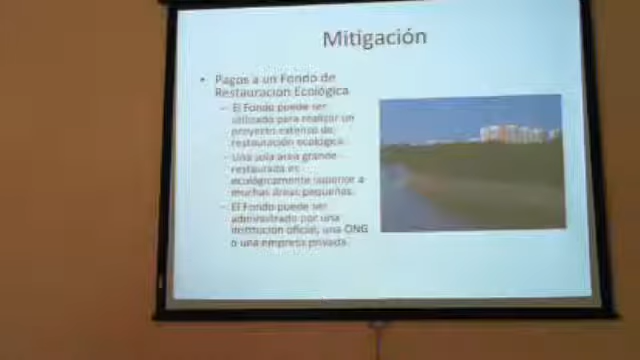 Mitigación
• Pagos a un Fondo de
Restauración Ecológica
– El Fondo puede ser
utilizado para realizar un
proyecto extenso de
restauración ecológica.
– Una sola área grande
restaurada es
ecológicamente superior a
muchas áreas pequeñas.
– El Fondo puede ser
administrado por una
institución oficial, una ONG
o una empresa privada.